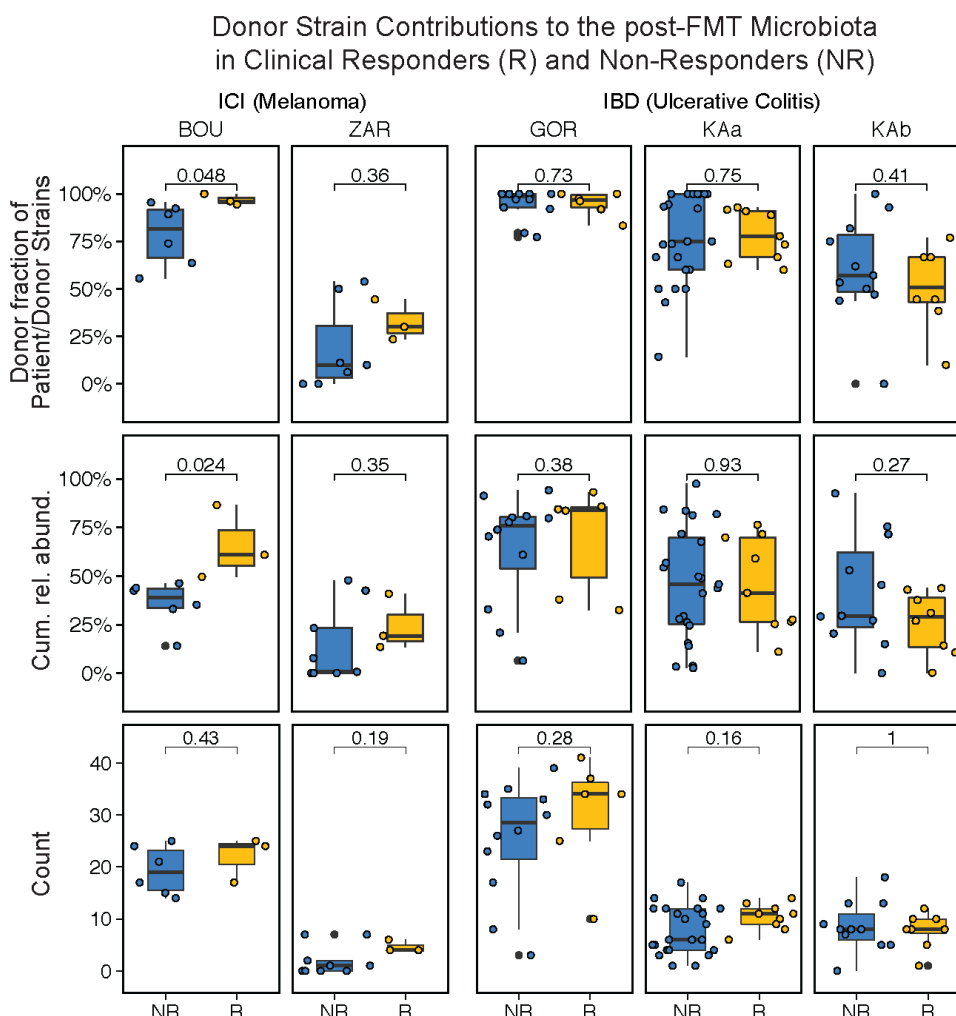 Donor Strain Contributions to the post-FMT Microbiota
in Clinical Responders (R) and Non-Responders (NR)
ICI (Melanoma) IBD (Ulcerative Colitis)
BOU ZAR GOR KAa KAb
Donor fraction of
Patient/Donor Strains
100%
75%
50%
25%
0%
0.048 0.36 0.73 0.75 0.41
Cum. rel. abund.
100%
75%
50%
25%
0%
0.024 0.35 0.38 0.93 0.27
Count
40
30
20
10
0
0.43 0.19 0.28 0.16 1
NR R NR R NR R NR R NR R